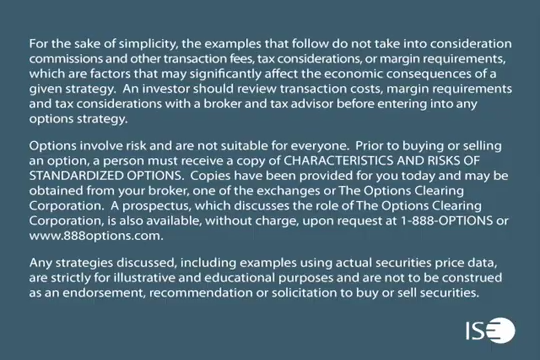 For the sake of simplicity, the examples that follow do not take into consideration
commissions and other transaction fees, tax considerations, or margin requirements,
which are factors that may significantly affect the economic consequences of a
given strategy.  An investor should review transaction costs, margin requirements
and tax considerations with a broker and tax advisor before entering into any
options strategy.
Options involve risk and are not suitable for everyone.  Prior to buying or selling
an option, a person must receive a copy of CHARACTERISTICS AND RISKS OF
STANDARDIZED OPTIONS.  Copies have been provided for you today and may be
obtained from your broker, one of the exchanges or The Options Clearing
Corporation.  A prospectus, which discusses the role of The Options Clearing
Corporation, is also available, without charge, upon request at 1-888-OPTIONS or
www.888options.com.
Any strategies discussed, including examples using actual securities price data,
are strictly for illustrative and educational purposes and are not to be construed
as an endorsement, recommendation or solicitation to buy or sell securities.
ISE